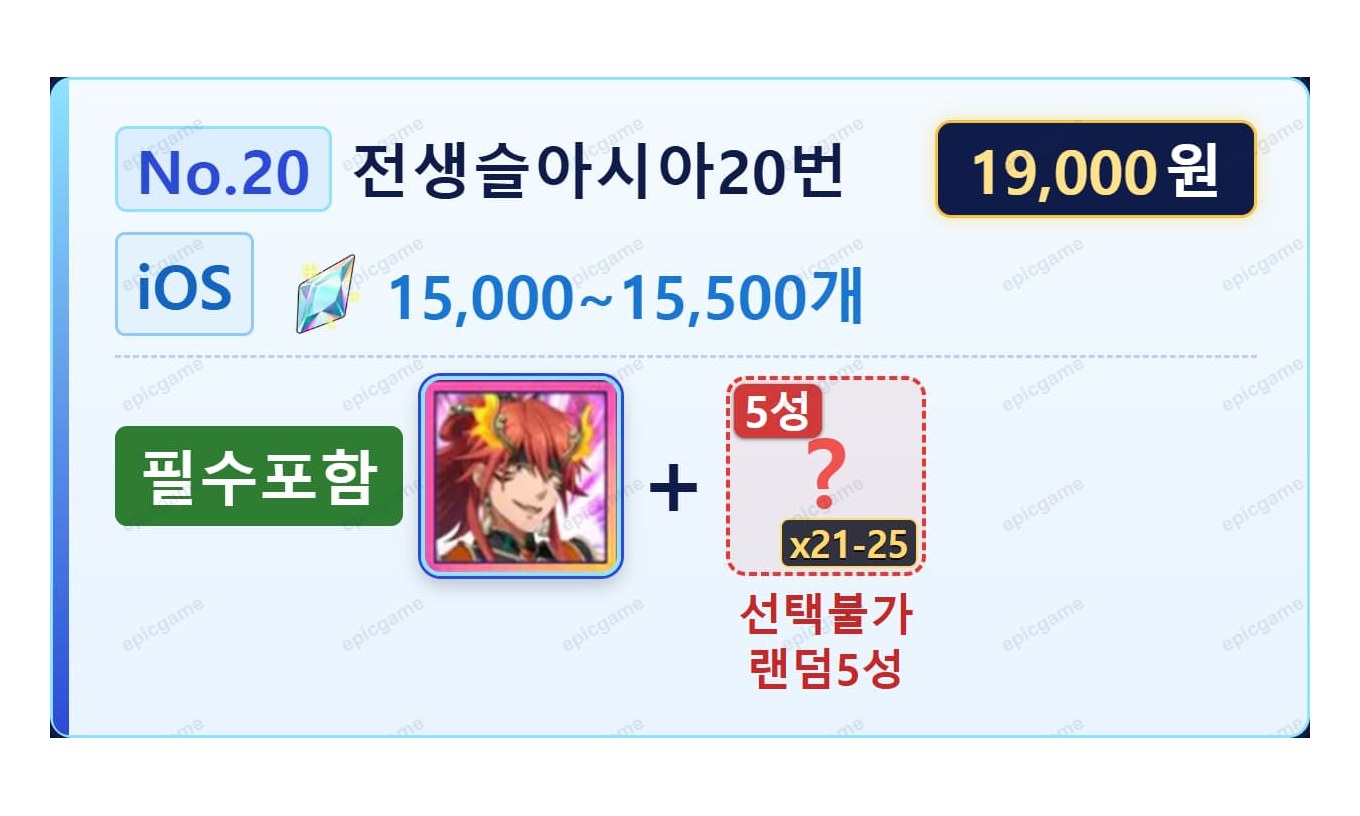 No.20 전생슬아시아20번 19,000원
iOS 15,000~15,500개
필수포함 + 5성 ? x21-25
선택불가
랜덤5성
epicgame